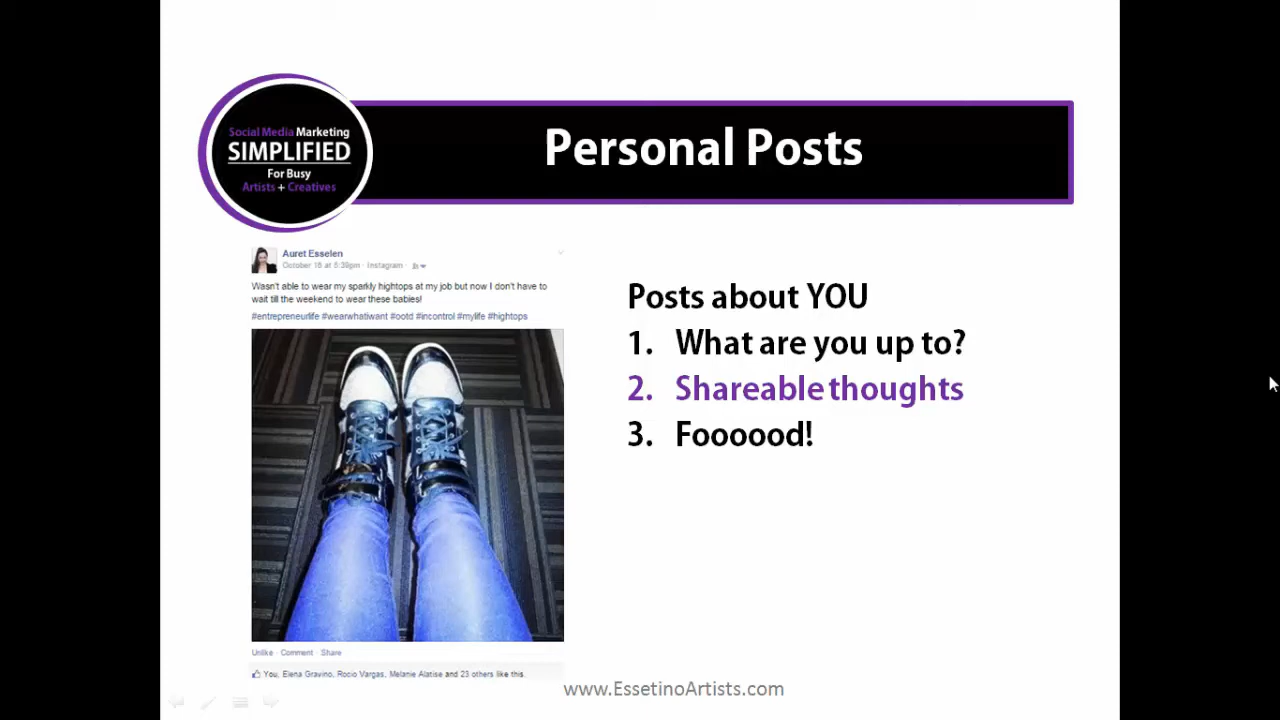 Social Media Marketing
SIMPLIFIED
For Busy
Artists + Creatives
Personal Posts
Auret Esselen
October 16 at 5:39pm · Instagram ·
Wasn't able to wear my sparkly hightops at my job but now I don't have to
wait till the weekend to wear these babies!
#entrepreneurlife #wearwhatiwant #ootd #incontrol #mylife #hightops
Unlike · Comment · Share
You, Elena Gravino, Rocio Vargas, Melanie Alatise and 23 others like this.
Posts about YOU
1. What are you up to?
2. Shareable thoughts
3. Foooood!
www.EssetinoArtists.com